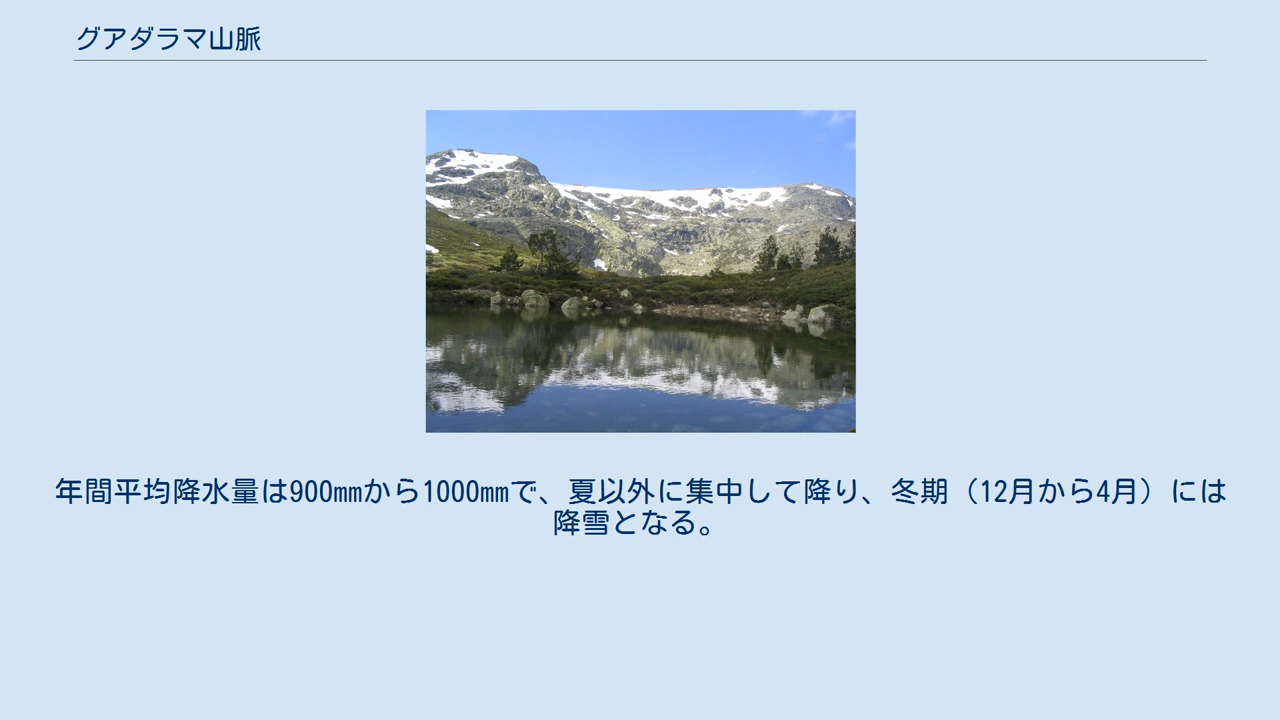 グアダラマ山脈
年間平均降水量は900mmから1000mmで、夏以外に集中して降り、冬期（12月から4月）には
降雪となる。